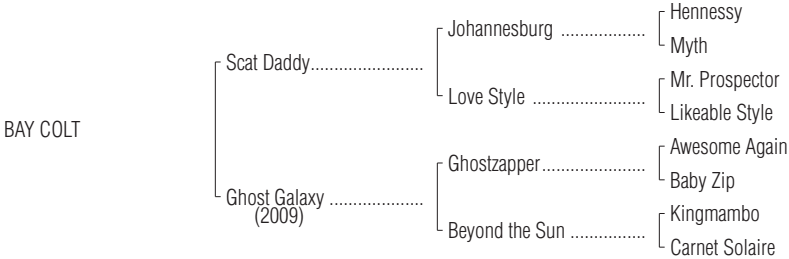 Hennessy
Johannesburg ..................
Myth
Scat Daddy........................
Mr. Prospector
Love Style ........................
Likeable Style
BAY COLT
Awesome Again
Ghostzapper......................
Baby Zip
Ghost Galaxy ....................
(2009)
Kingmambo
Beyond the Sun ................
Carnet Solaire